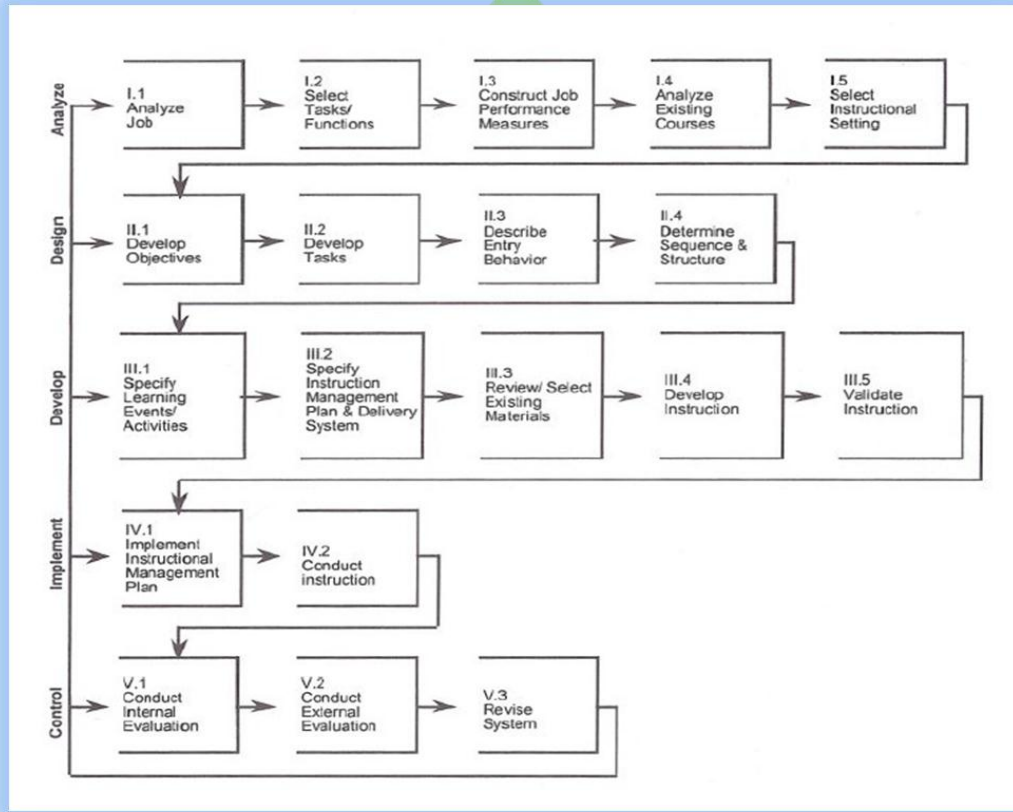 Analyze
I.1
Analyze
Job
I.2
Select
Tasks/
Functions
I.3
Construct Job
Performance
Measures
I.4
Analyze
Existing
Courses
I.5
Select
Instructional
Setting
Design
II.1
Develop
Objectives
II.2
Develop
Tasks
II.3
Describe
Entry
Behavior
II.4
Determine
Sequence &
Structure
Develop
III.1
Specify
Learning
Events/
Activities
III.2
Specify
Instruction
Management
Plan & Delivery
System
III.3
Review/ Select
Existing
Materials
III.4
Develop
Instruction
III.5
Validate
Instruction
Implement
IV.1
Implement
Instructional
Management
Plan
IV.2
Conduct
instruction
Control
V.1
Conduct
Internal
Evaluation
V.2
Conduct
External
Evaluation
V.3
Revise
System